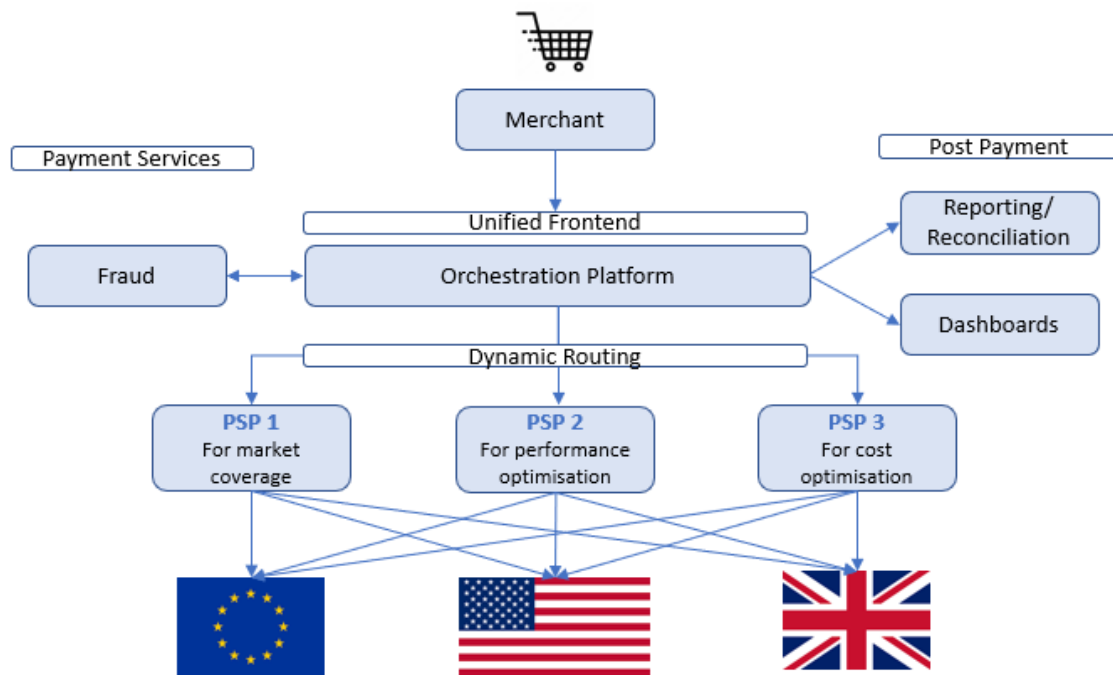 Merchant
Payment Services
Post Payment
Unified Frontend
Reporting/
Reconciliation
Fraud
Orchestration Platform
Dashboards
Dynamic Routing
PSP 1
For market
coverage
PSP 2
For performance
optimisation
PSP 3
For cost
optimisation